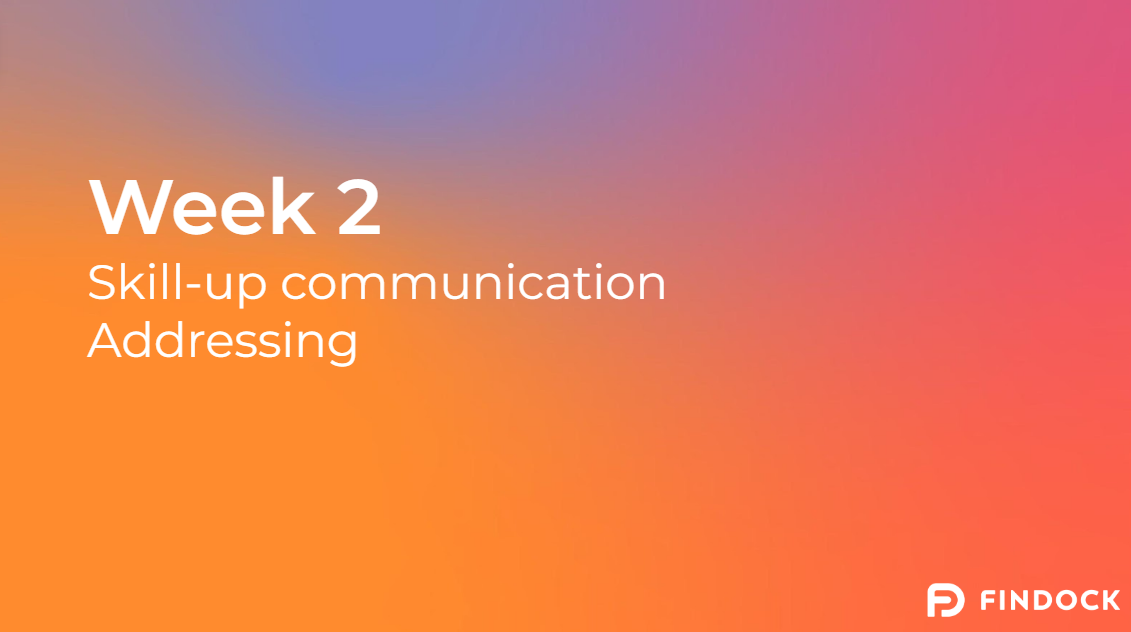 Week 2
Skill-up communication
Addressing
FINDOCK